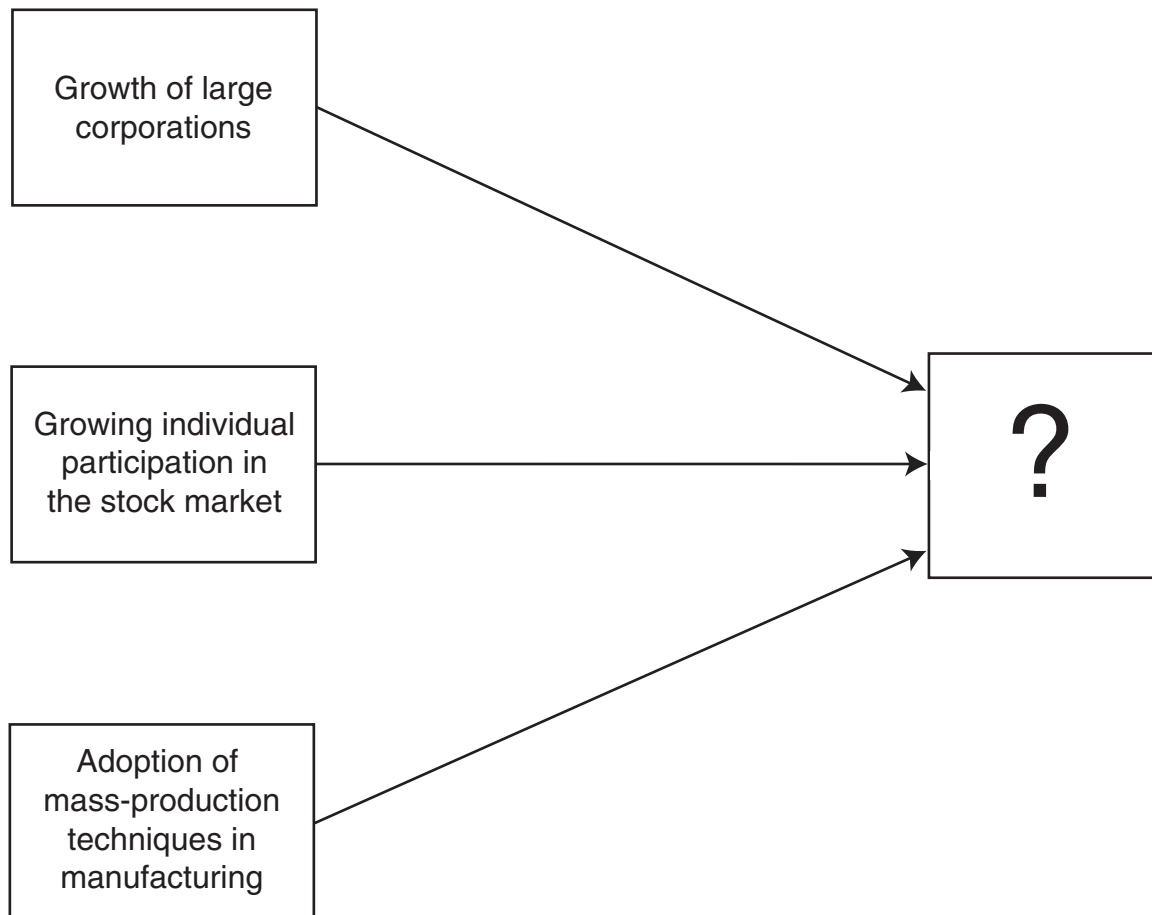 Growth of large
corporations
Growing individual
participation in
the stock market
?
Adoption of
mass-production
techniques in
manufacturing